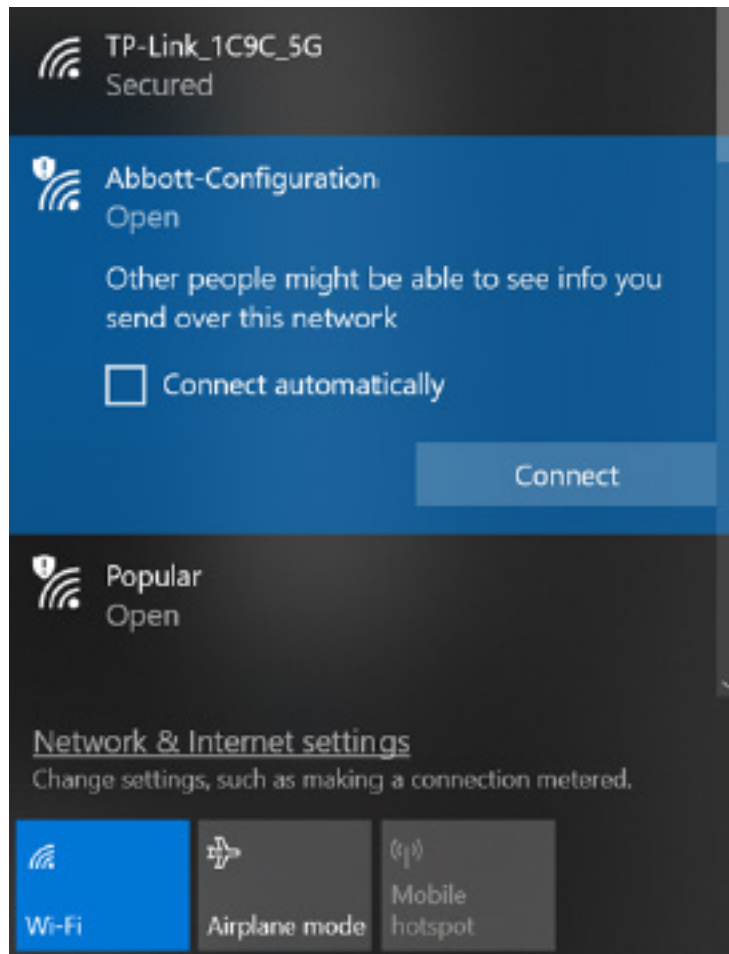 TP-Link_1C9C_5G
Secured
Abbott-Configuration
Open
Other people might be able to see info you
send over this network
Connect automatically
Connect
Popular
Open
Network & Internet settings
Change settings, such as making a connection metered.
Wi-Fi
Airplane mode
Mobile
hotspot